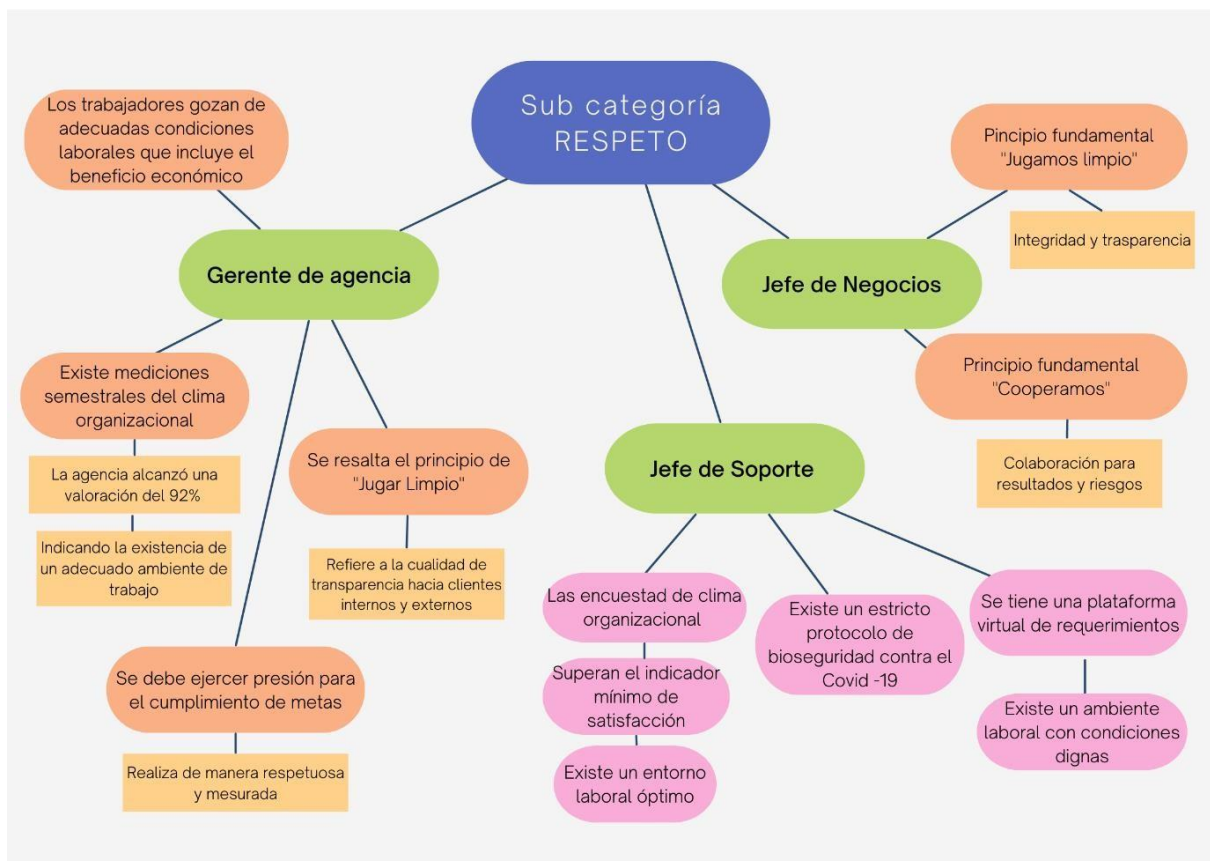 Sub categoría
RESPETO
Los trabajadores gozan de
adecuadas condiciones
laborales que incluye el
beneficio económico
Gerente de agencia
Existe mediciones
semestrales del clima
organizacional
La agencia alcanzó una
valoración del 92%
Indicando la existencia de
un adecuado ambiente de
trabajo
Se resalta el principio de
"Jugar Limpio"
Refiere a la cualidad de
transparencia hacia clientes
internos y externos
Se debe ejercer presión para
el cumplimiento de metas
Realiza de manera respetuosa
y mesurada
Jefe de Soporte
Las encuestad de clima
organizacional
Superan el indicador
mínimo de
satisfacción
Existe un entorno
laboral óptimo
Existe un estricto
protocolo de
bioseguridad contra el
Covid -19
Se tiene una plataforma
virtual de requerimientos
Existe un ambiente
laboral con condiciones
dignas
Jefe de Negocios
Pincipio fundamental
"Jugamos limpio"
Integridad y trasparencia
Principio fundamental
"Cooperamos"
Colaboración para
resultados y riesgos